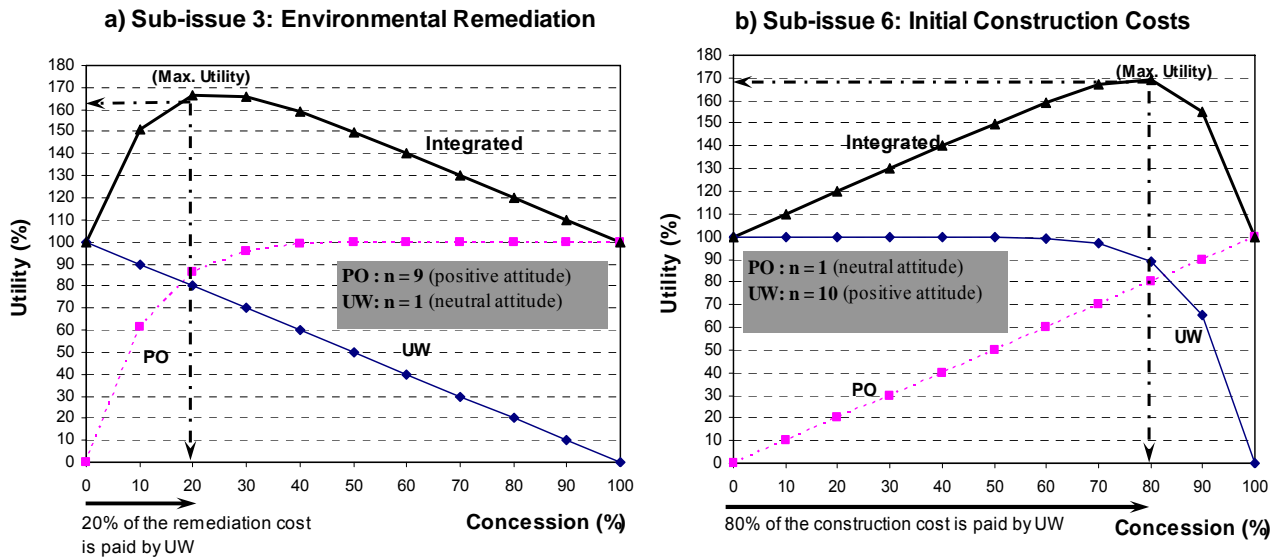 a) Sub-issue 3: Environmental Remediation
180
170
160
150
140
130
120
110
100
90
80
70
60
50
40
30
20
10
0
Utility (%)
(Max. Utility)
Integrated
PO : n = 9 (positive attitude)
UW: n = 1 (neutral attitude)
PO
UW
0 10 20 30 40 50 60 70 80 90 100
20% of the remediation cost
is paid by UW
Concession (%)
b) Sub-issue 6: Initial Construction Costs
180
170
160
150
140
130
120
110
100
90
80
70
60
50
40
30
20
10
0
Utility (%)
(Max. Utility)
Integrated
PO : n = 1 (neutral attitude)
UW: n = 10 (positive attitude)
UW
PO
0 10 20 30 40 50 60 70 80 90 100
80% of the construction cost is paid by UW
Concession (%)